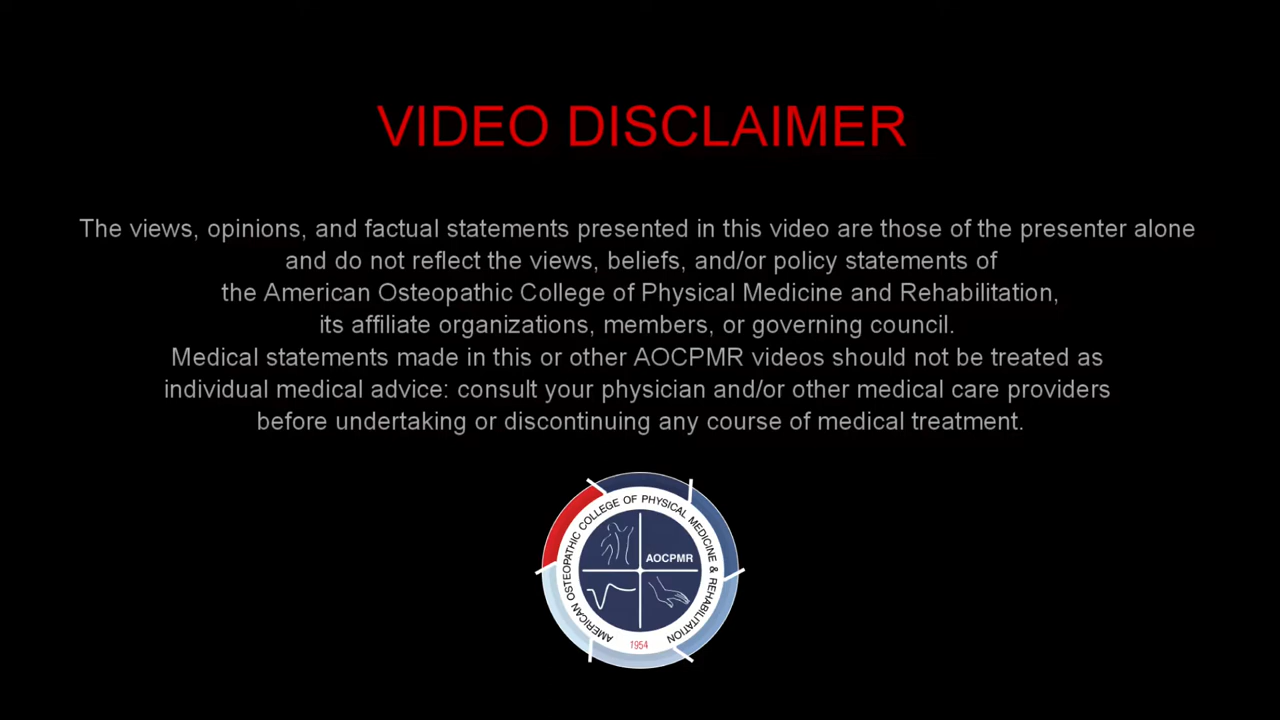 VIDEO DISCLAIMER
The views, opinions, and factual statements presented in this video are those of the presenter alone
and do not reflect the views, beliefs, and/or policy statements of
the American Osteopathic College of Physical Medicine and Rehabilitation,
its affiliate organizations, members, or governing council.
Medical statements made in this or other AOCPMR videos should not be treated as
individual medical advice: consult your physician and/or other medical care providers
before undertaking or discontinuing any course of medical treatment.
AMERICAN OSTEOPATHIC COLLEGE OF PHYSICAL MEDICINE & REHABILITATION
AOCPMR
1954